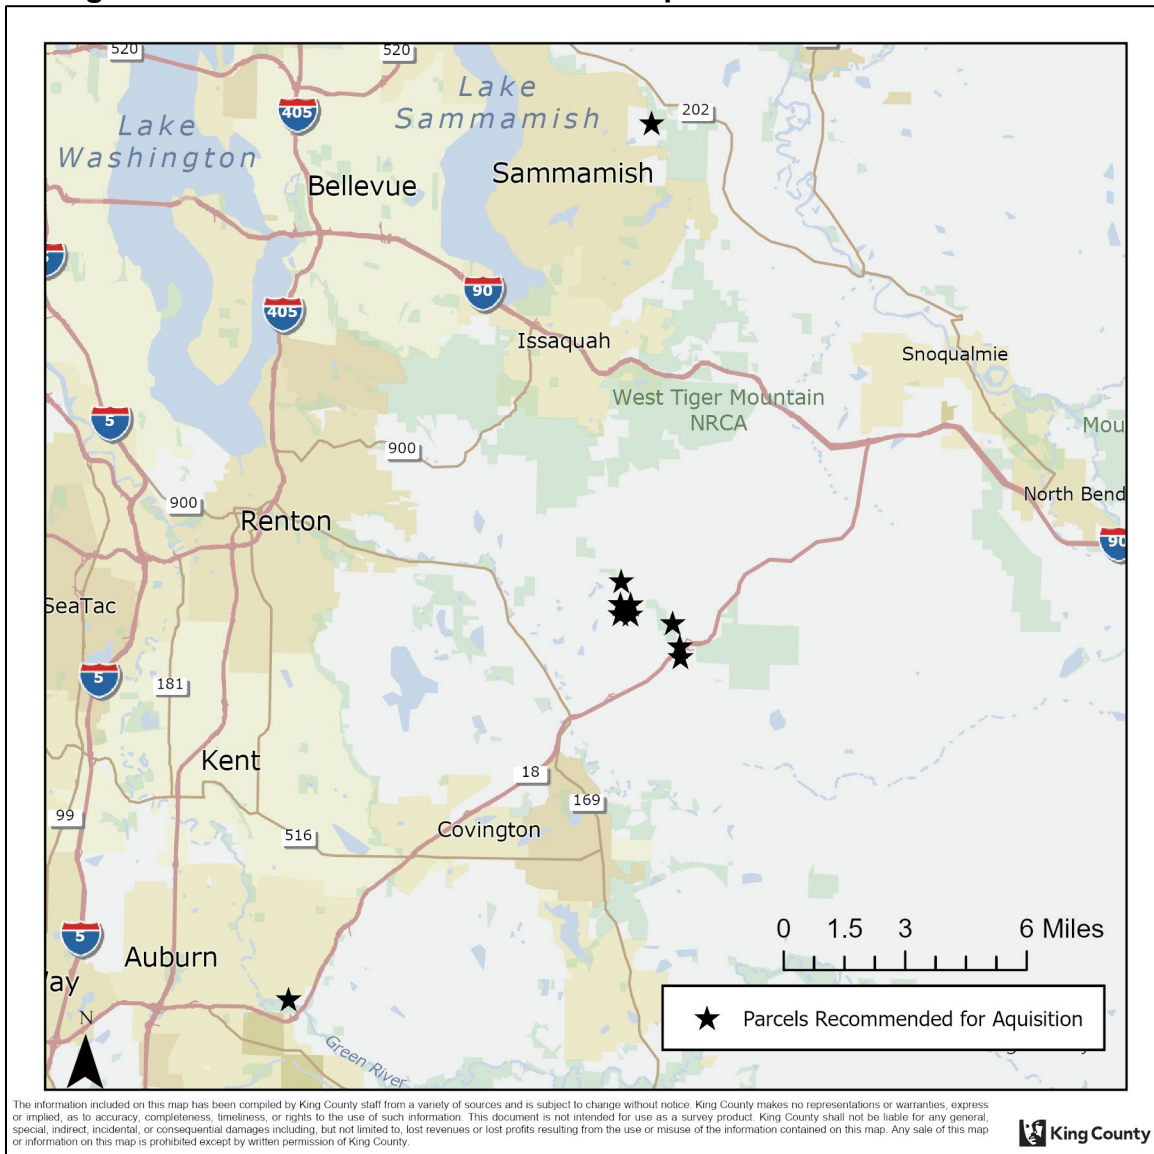 520
520
405
Lake
Washington
Lake
Sammamish
202
Bellevue
Sammamish
90
405
Issaquah
Snoqualmie
West Tiger Mountain
NRCA
Mou
5
900
900
North Bend
Renton
90
SeaTac
5
181
Kent
18
169
99
516
Covington
0 1.5 3 6 Miles
5
Auburn
Way
N
Parcels Recommended for Aquisition
Green River
The information included on this map has been compiled by King County staff from a variety of sources and is subject to change without notice. King County makes no representations or warranties, express
or implied, as to accuracy, completeness, timeliness, or rights to the use of such information. This document is not intended for use as a survey product. King County shall not be liable for any general,
special, indirect, incidental, or consequential damages including, but not limited to, lost revenues or lost profits resulting from the use or misuse of the information contained on this map. Any sale of this map
or information on this map is prohibited except by written permission of King County.
King County